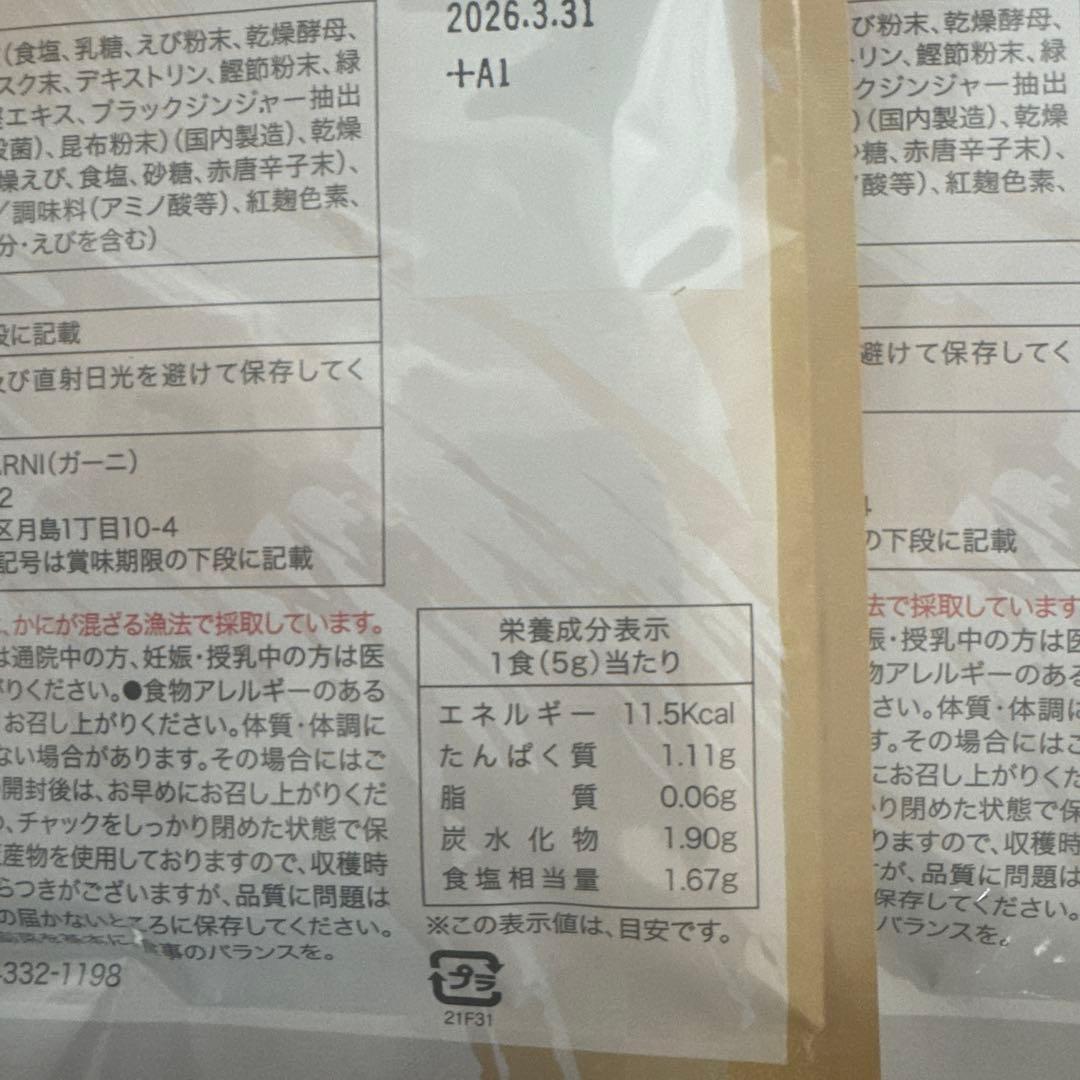 (食塩、乳糖、えび粉末、乾燥酵母、
スク末、デキストリン、鰹節粉末、緑
エキス、ブラックジンジャー抽出
殺菌)、昆布粉末)(国内製造)、乾燥
燥えび、食塩、砂糖、赤唐辛子末)、
/調味料(アミノ酸等)、紅麹色素、
分・えびを含む)
段に記載
及び直射日光を避けて保存してく
ARNI(ガーニ)
2
区月島1丁目10-4
記号は賞味期限の下段に記載
、かにが混ざる漁法で採取しています。
は通院中の方、妊娠・授乳中の方は医
がりください。●食物アレルギーのある
お召し上がりください。体質・体調に
ない場合があります。その場合にはご
開封後は、お早めにお召し上がりくだ
め、チャックをしっかり閉めた状態で保
産物を使用しておりますので、収穫時
らつきがございますが、品質に問題は
の届かないところに保存してください。
食事のバランスを。
332-1198
2026.3.31
+A1
栄養成分表示
1食(5g)当たり
エネルギー 11.5Kcal
たんぱく質 1.11g
脂質 0.06g
炭水化物 1.90g
食塩相当量 1.67g
※この表示値は、目安です。
プラ
21F31
び粉末、乾燥酵母、
リン、鰹節粉末、緑
クジンジャー抽出
)(国内製造)、乾燥
糖、赤唐辛子末)、
酸等)、紅麹色素、
避けて保存してく
4
の下段に記載
法で採取しています
娠・授乳中の方は医
物アレルギーのある
さい。体質・体調に
す。その場合にはご
にお召し上がりくだ
り閉めた状態で保
りますので、収穫時
が、品質に問題は
保存してください。
バランスを。